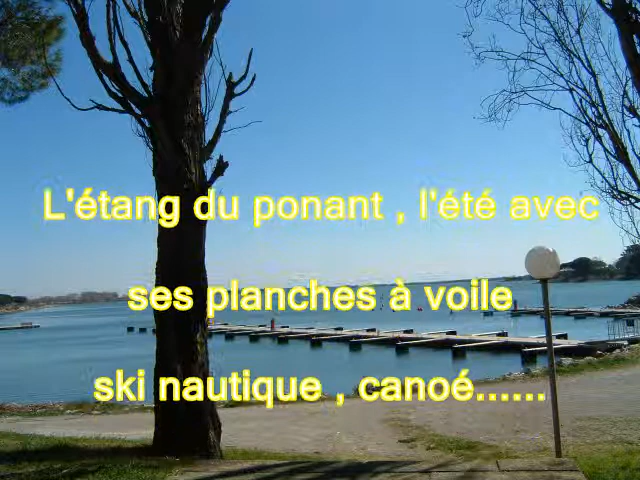 L'étang du ponant , l'été avec
ses planches à voile
ski nautique , canoé......